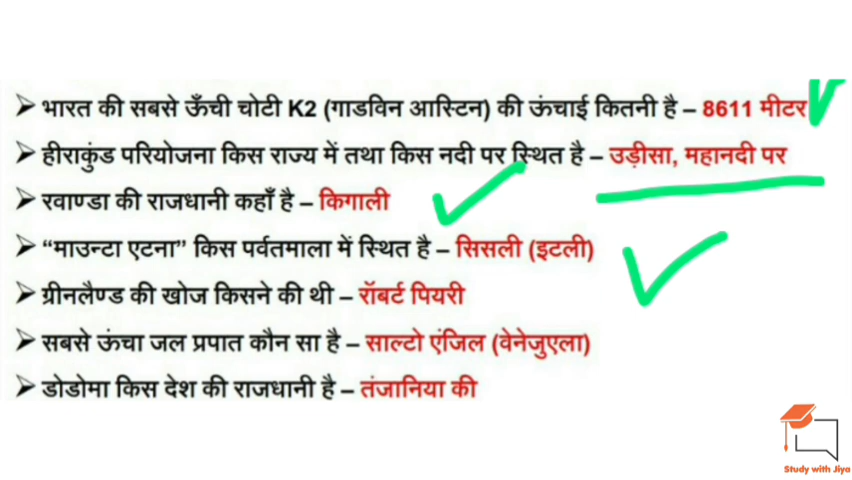 ➢ भारत की सबसे ऊँची चोटी K2 (गाडविन आस्टिन) की ऊंचाई कितनी है – 8611 मीटर
➢ हीराकुंड परियोजना किस राज्य में तथा किस नदी पर स्थित है – उड़ीसा, महानदी पर
➢ रवाण्डा की राजधानी कहाँ है – किगाली
➢ “माउन्टा एटना” किस पर्वतमाला में स्थित है – सिसली (इटली)
➢ ग्रीनलैण्ड की खोज किसने की थी – रॉबर्ट पियरी
➢ सबसे ऊंचा जल प्रपात कौन सा है – साल्टो एंजिल (वेनेजुएला)
➢ डोडोमा किस देश की राजधानी है – तंजानिया की
Study with Jiya